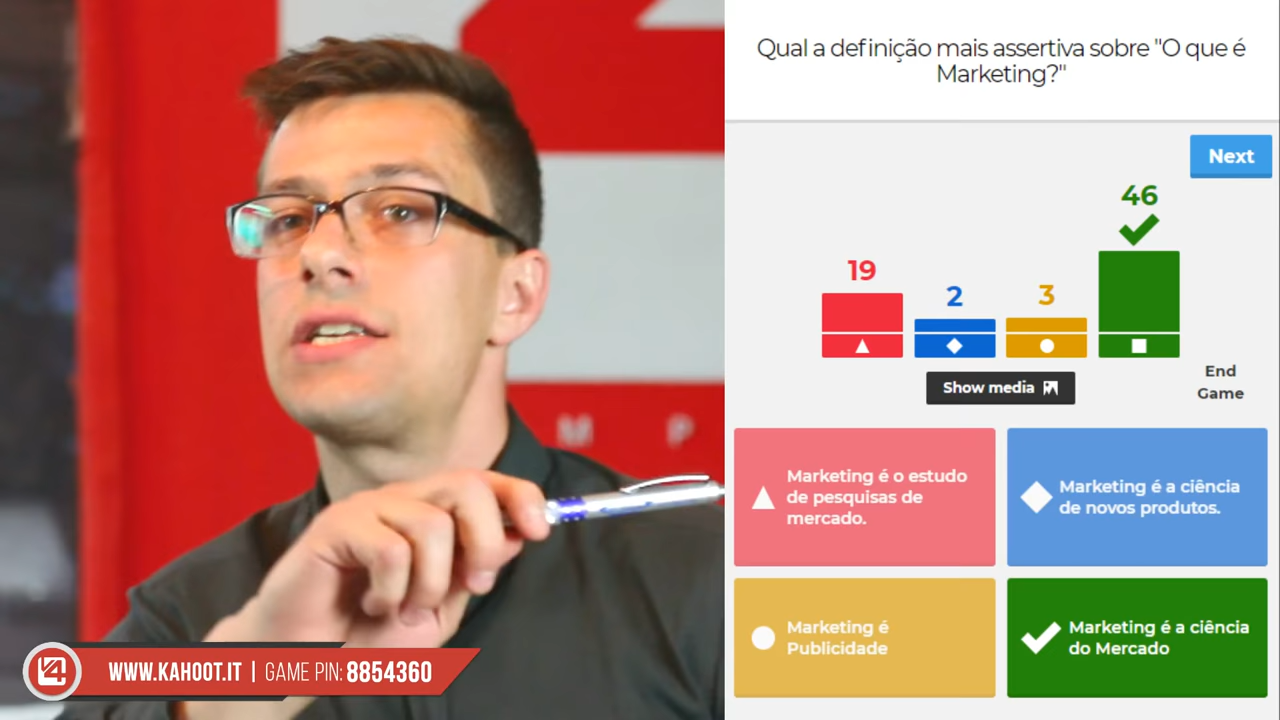 Qual a definição mais assertiva sobre "O que é
Marketing?"
Next
46
19
2
3
Show media
End
Game
Marketing é o estudo
de pesquisas de
mercado.
Marketing é a ciência
de novos produtos.
Marketing é
Publicidade
Marketing é a ciência
do Mercado
M P
V4
WWW.KAHOOT.IT | GAME PIN: 8854360